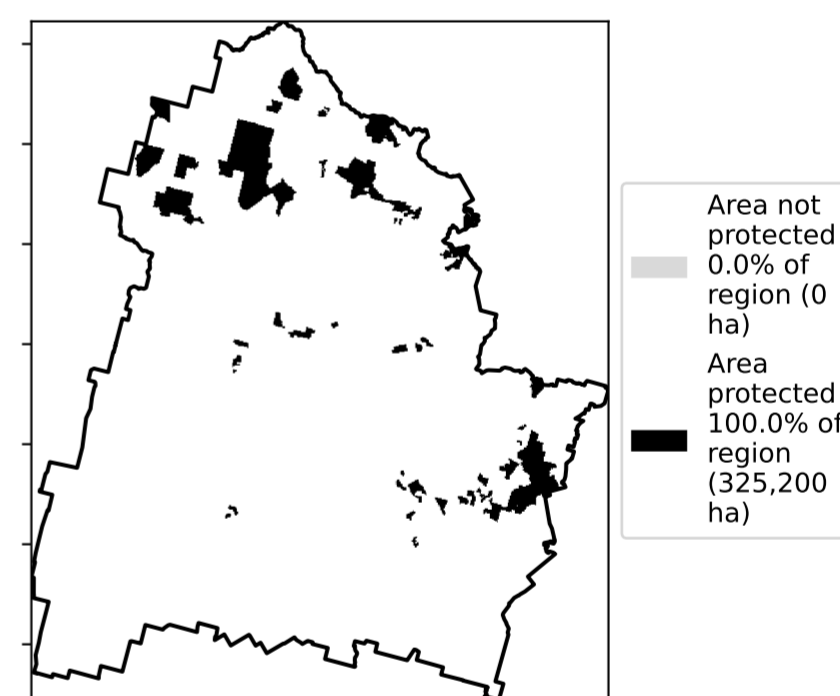 Area not
protected
0.0% of
region (0
ha)
Area
protected
100.0% of
region
(325,200
ha)